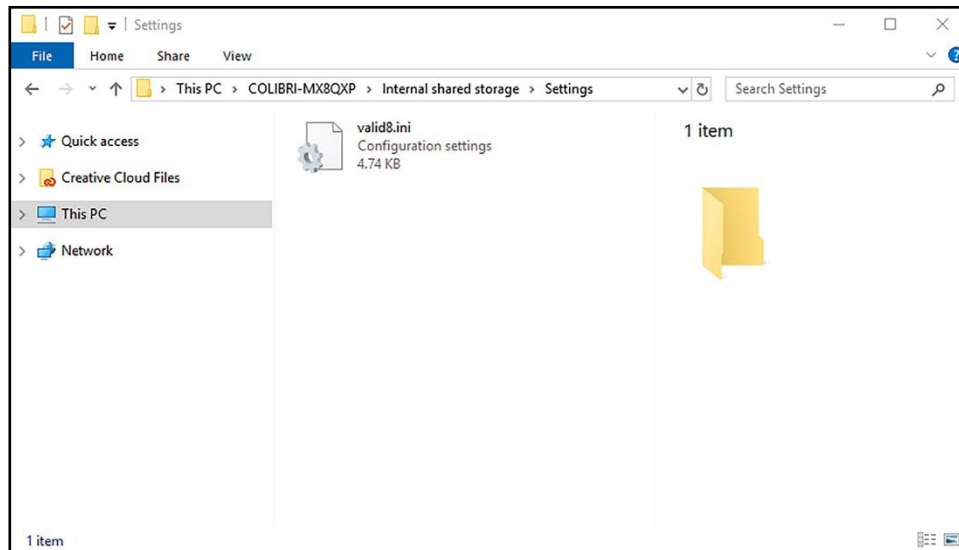 Settings
File Home Share View
This PC > COLIBRI-MX8QXP > Internal shared storage > Settings
Search Settings
Quick access
Creative Cloud Files
This PC
Network
valid8.ini
Configuration settings
4.74 KB
1 item
1 item